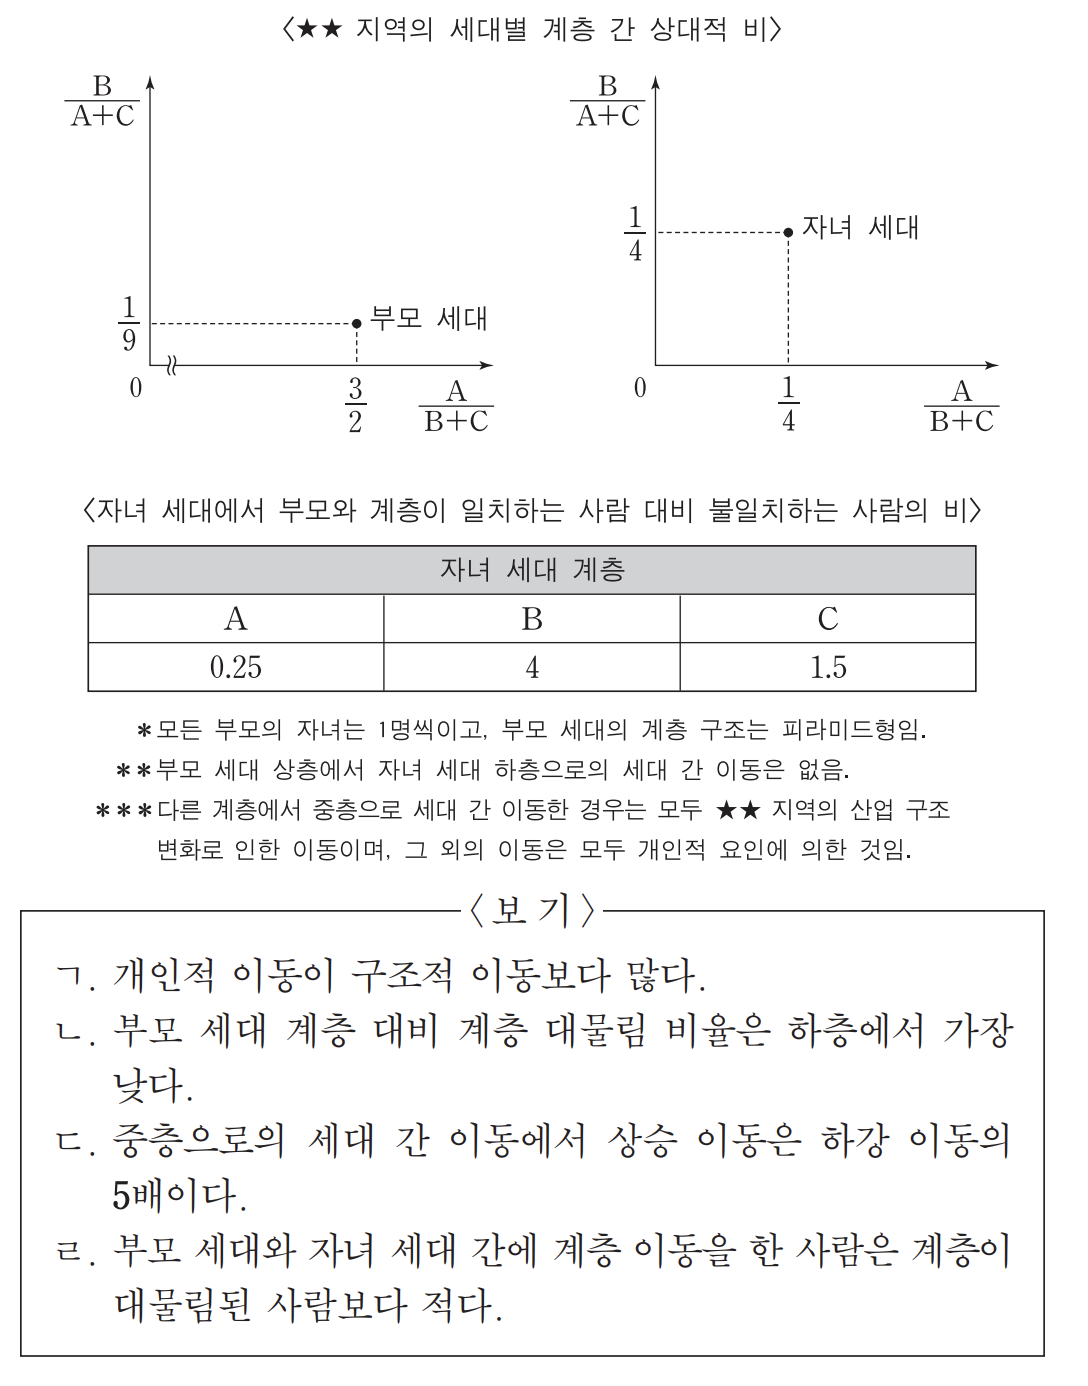 〈★★ 지역의 세대별 계층 간 상대적 비〉
B/A+C
B/A+C
1/4
자녀 세대
1/9
부모 세대
0
3/2
A/B+C
0
1/4
A/B+C
〈자녀 세대에서 부모와 계층이 일치하는 사람 대비 불일치하는 사람의 비〉
자녀 세대 계층
A B C
0.25 4 1.5
*모든 부모의 자녀는 1명씩이고, 부모 세대의 계층 구조는 피라미드형임.
**부모 세대 상층에서 자녀 세대 하층으로의 세대 간 이동은 없음.
***다른 계층에서 중층으로 세대 간 이동한 경우는 모두 ★★ 지역의 산업 구조
변화로 인한 이동이며, 그 외의 이동은 모두 개인적 요인에 의한 것임.
〈보기〉
ㄱ. 개인적 이동이 구조적 이동보다 많다.
ㄴ. 부모 세대 계층 대비 계층 대물림 비율은 하층에서 가장
낮다.
ㄷ. 중층으로의 세대 간 이동에서 상승 이동은 하강 이동의
5배이다.
ㄹ. 부모 세대와 자녀 세대 간에 계층 이동을 한 사람은 계층이
대물림된 사람보다 적다.